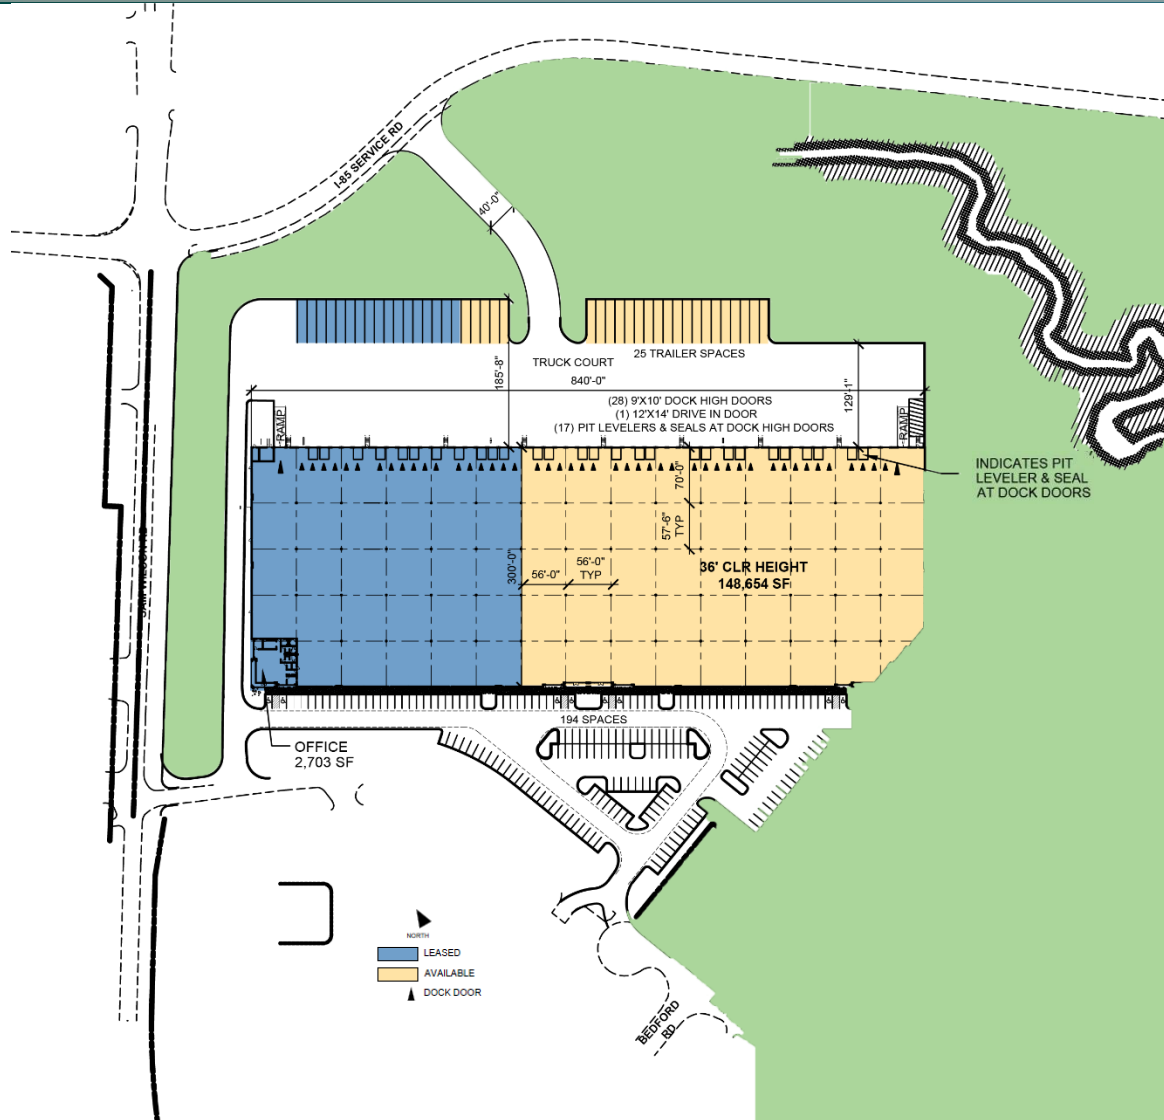 I-85 SERVICE RD
40'-0"
185'-8"
TRUCK COURT
25 TRAILER SPACES
840'-0"
129'-1"
(28) 9'X10' DOCK HIGH DOORS
(1) 12'X14' DRIVE IN DOOR
(17) PIT LEVELERS & SEALS AT DOCK HIGH DOORS
RAMP
RAMP
INDICATES PIT
LEVELER & SEAL
AT DOCK DOORS
70'-0"
57'-6"
TYP
300'-0"
56'-0"
56'-0"
TYP
36' CLR HEIGHT
148,654 SF
194 SPACES
OFFICE
2,703 SF
NORTH
LEASED
AVAILABLE
DOCK DOOR
BEDFORD
RD